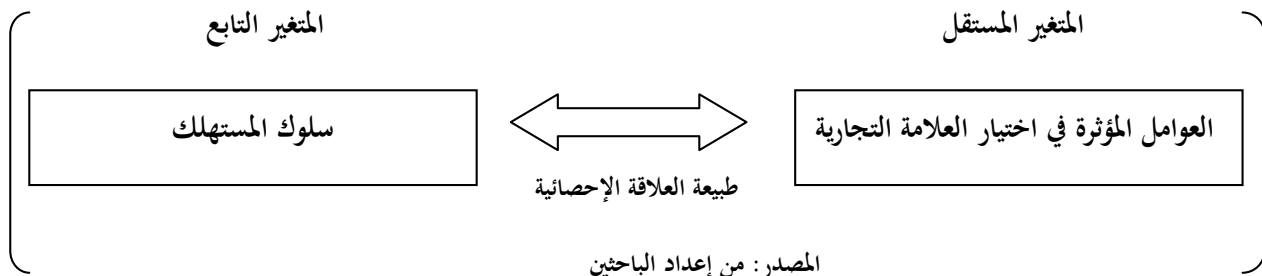 المتغير المستقل
المتغير التابع
العوامل المؤثرة في اختيار العلامة التجارية
سلوك المستهلك
طبيعة العلاقة الإحصائية
المصدر: من إعداد الباحثين